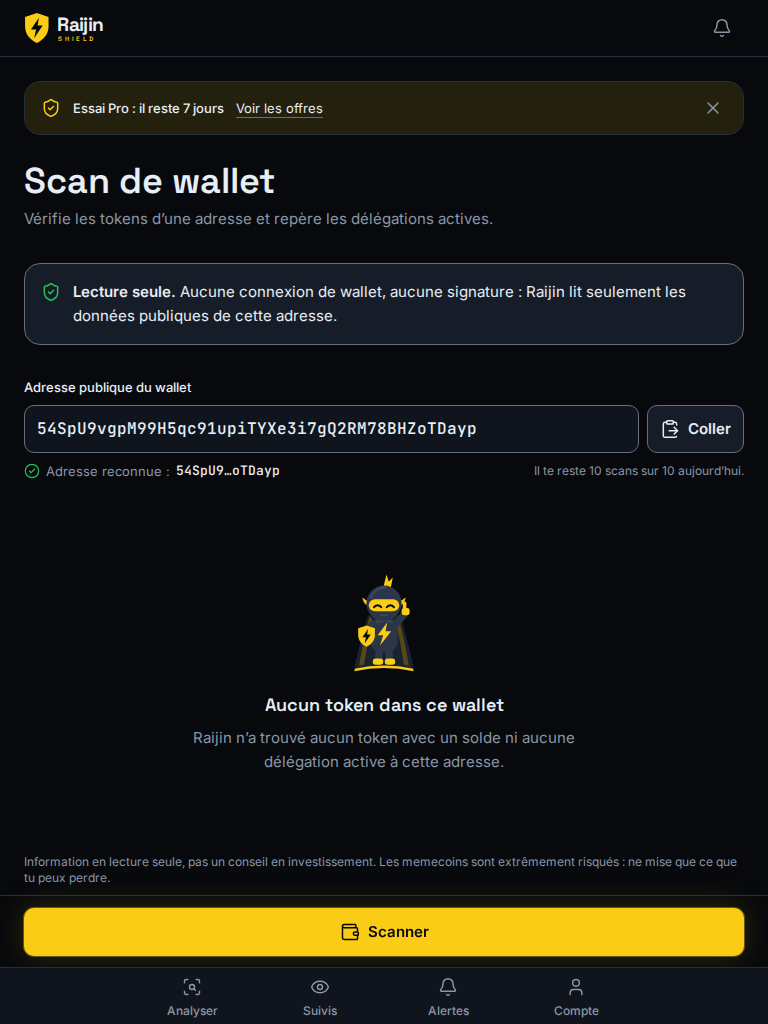 Raijin
SHIELD
Essai Pro : il reste 7 jours Voir les offres
Scan de wallet
Vérifie les tokens d’une adresse et repère les délégations actives.
Lecture seule. Aucune connexion de wallet, aucune signature : Raijin lit seulement les
données publiques de cette adresse.
Adresse publique du wallet
54SpU9vgpM99H5qc91upiTYXe3i7gQ2RM78BHZoTDayp
Coller
Adresse reconnue : 54SpU9…oTDayp
Il te reste 10 scans sur 10 aujourd’hui.
Aucun token dans ce wallet
Raijin n’a trouvé aucun token avec un solde ni aucune
délégation active à cette adresse.
Information en lecture seule, pas un conseil en investissement. Les memecoins sont extrêmement risqués : ne mise que ce que
tu peux perdre.
Scanner
Analyser Suivis Alertes Compte